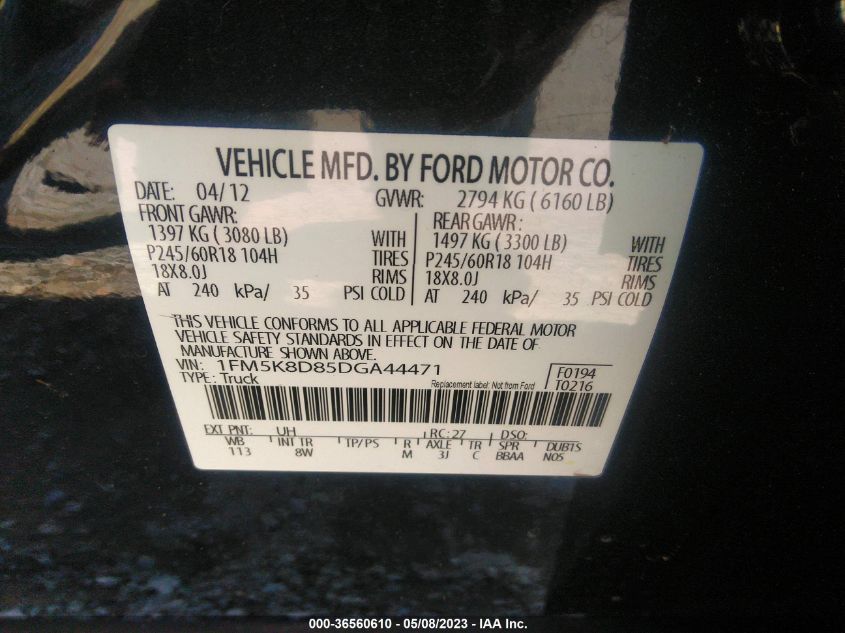 VEHICLE MFD. BY FORD MOTOR CO.
DATE: 04/12 GVWR: 2794 KG ( 6160 LB)
FRONT GAWR: REAR GAWR:
1397 KG ( 3080 LB) WITH 1497 KG ( 3300 LB) WITH
P245/60R18 104H TIRES P245/60R18 104H TIRES
18X8.0J RIMS 18X8.0J RIMS
AT 240 kPa/ 35 PSI COLD AT 240 kPa/ 35 PSI COLD
THIS VEHICLE CONFORMS TO ALL APPLICABLE FEDERAL MOTOR
VEHICLE SAFETY STANDARDS IN EFFECT ON THE DATE OF
MANUFACTURE SHOWN ABOVE.
VIN: 1FM5K8D85DGA44471 F0194
TYPE: Truck Replacement label: Not from Ford T0216
EXT PNT: UH RC: 27 DSO:
WB INT TR TP/PS R AXLE TR SPR DUBTS
113 8W M 3J C BBAA N05
000-36560610 - 05/08/2023 - IAA Inc.